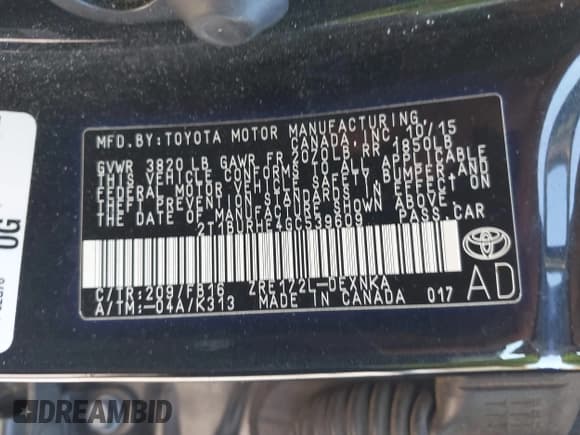 MFD.BY:TOYOTA MOTOR MANUFACTURING,
CANADA, INC. 10/15
GVWR 3820 LB GAWR FR 2020LB RR 1850LB
THIS VEHICLE CONFORMS TO ALL APPLICABLE
FEDERAL MOTOR VEHICLE SAFETY BUMPER AND
THEFT PREVENTION STANDARDS IN EFFECT ON
THE DATE OF MANUFACTURE SHOWN ABOVE.
2T1BURHE4GC539609 PASS.CAR
C/TR:209/FB16 ZRE172L-DEXNKA
A/TM:-04A/K313 MADE IN CANADA 017
AD
TOYOTA
OG
DREAMBID